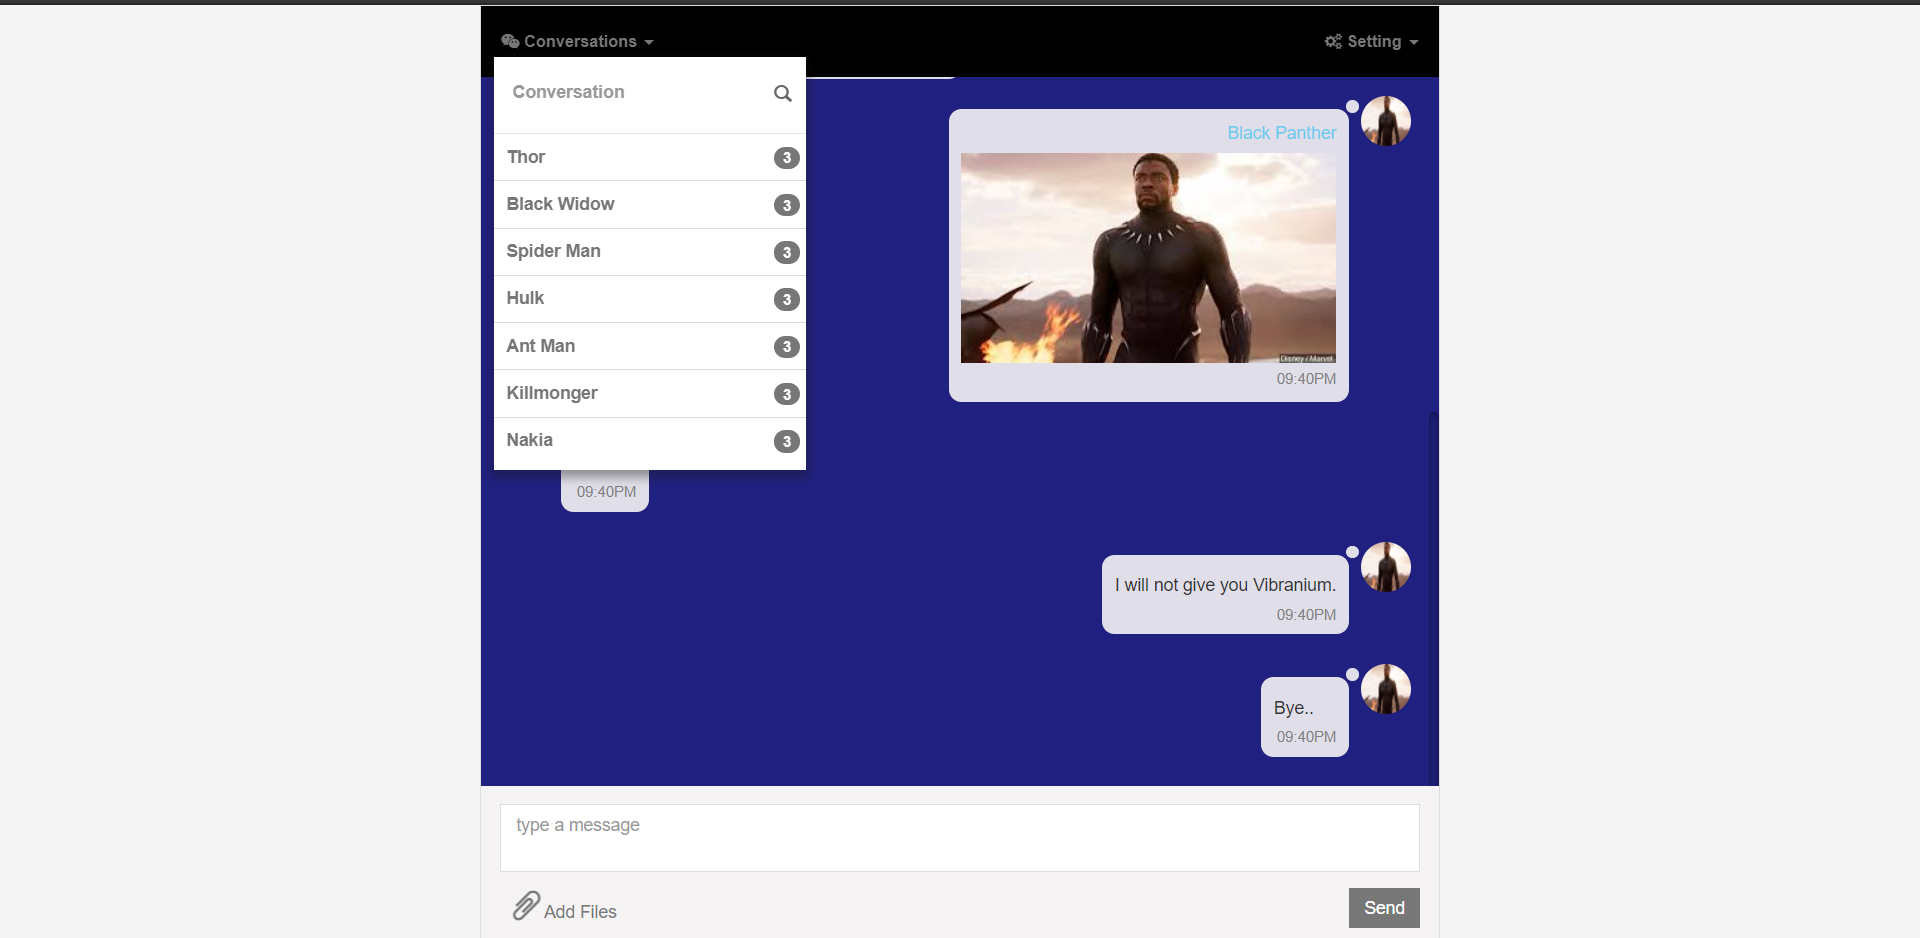 Conversations
Setting
Conversation
Thor 3
Black Widow 3
Spider Man 3
Hulk 3
Ant Man 3
Killmonger 3
Nakia 3
Black Panther
Disney / Marvel
09:40PM
09:40PM
I will not give you Vibranium.
09:40PM
Bye..
09:40PM
type a message
Add Files
Send